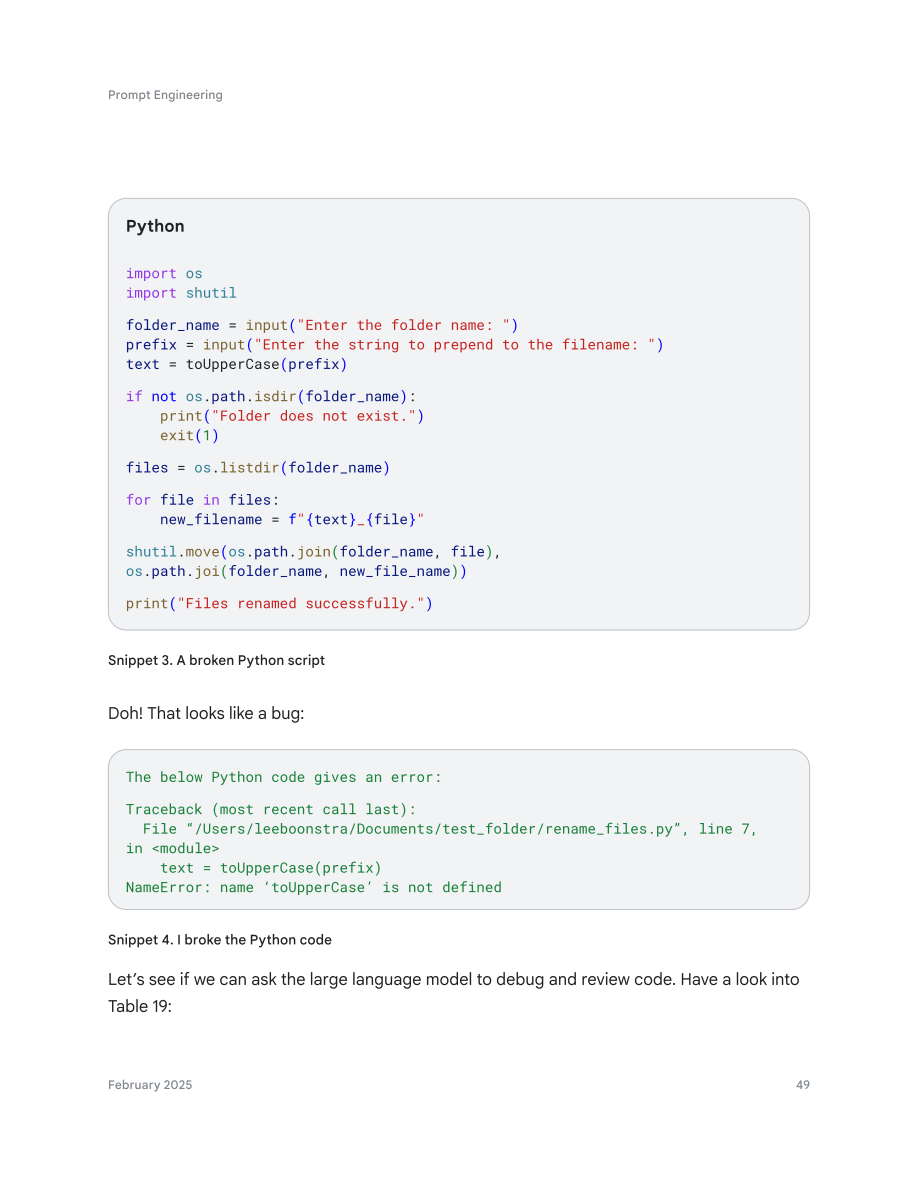 Prompt Engineering
Python
import os
import shutil
folder_name = input("Enter the folder name: ")
prefix = input("Enter the string to prepend to the filename: ")
text = toUpperCase(prefix)
if not os.path.isdir(folder_name):
    print("Folder does not exist.")
    exit(1)
files = os.listdir(folder_name)
for file in files:
    new_filename = f"{text}_{file}"
shutil.move(os.path.join(folder_name, file),
os.path.joi(folder_name, new_file_name))
print("Files renamed successfully.")
Snippet 3. A broken Python script
Doh! That looks like a bug:
The below Python code gives an error:
Traceback (most recent call last):
  File “/Users/leeboonstra/Documents/test_folder/rename_files.py”, line 7,
in <module>
    text = toUpperCase(prefix)
NameError: name ‘toUpperCase’ is not defined
Snippet 4. I broke the Python code
Let’s see if we can ask the large language model to debug and review code. Have a look into
Table 19:
February 2025
49